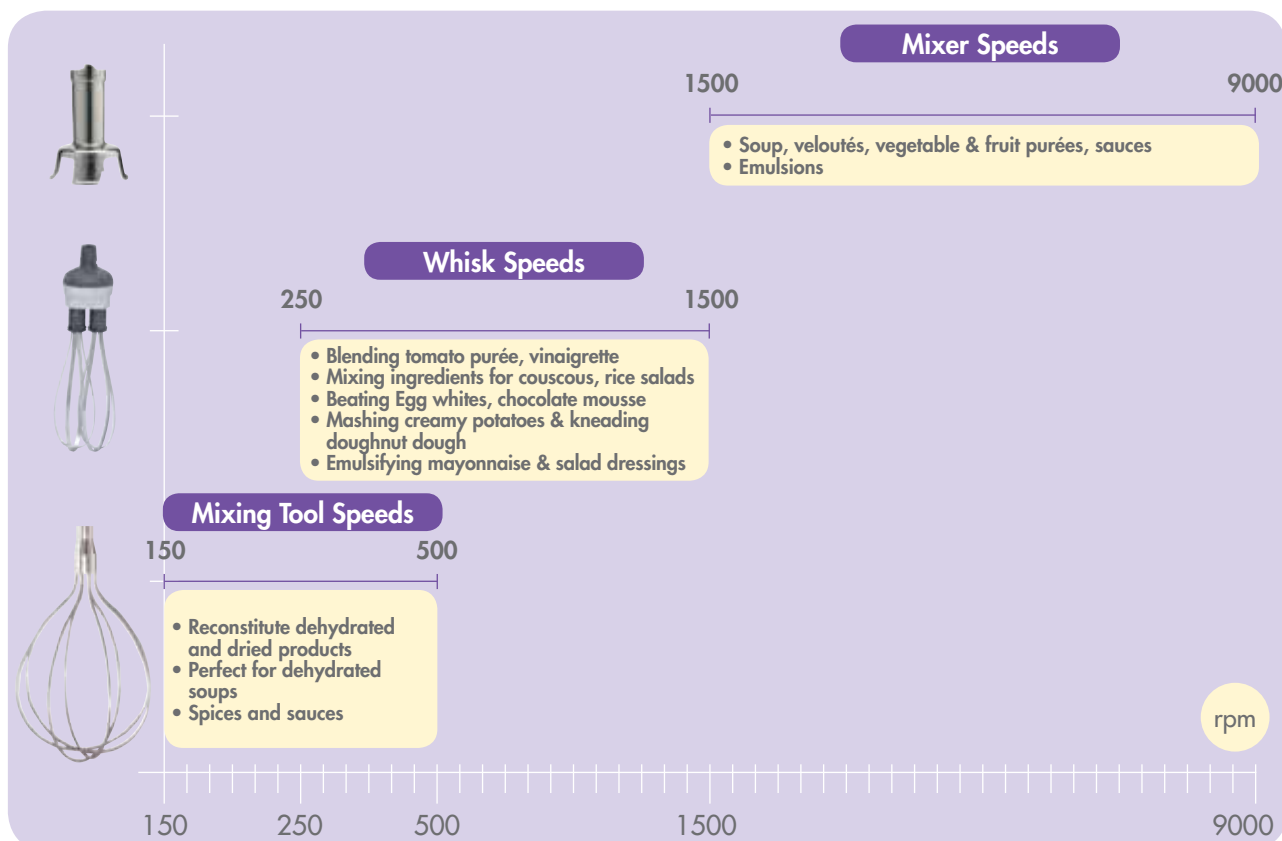 Mixer Speeds
1500 9000
• Soup, veloutés, vegetable & fruit purées, sauces
• Emulsions
Whisk Speeds
250 1500
• Blending tomato purée, vinaigrette
• Mixing ingredients for couscous, rice salads
• Beating Egg whites, chocolate mousse
• Mashing creamy potatoes & kneading
doughnut dough
• Emulsifying mayonnaise & salad dressings
Mixing Tool Speeds
150 500
• Reconstitute dehydrated
and dried products
• Perfect for dehydrated
soups
• Spices and sauces
rpm
150 250 500 1500 9000